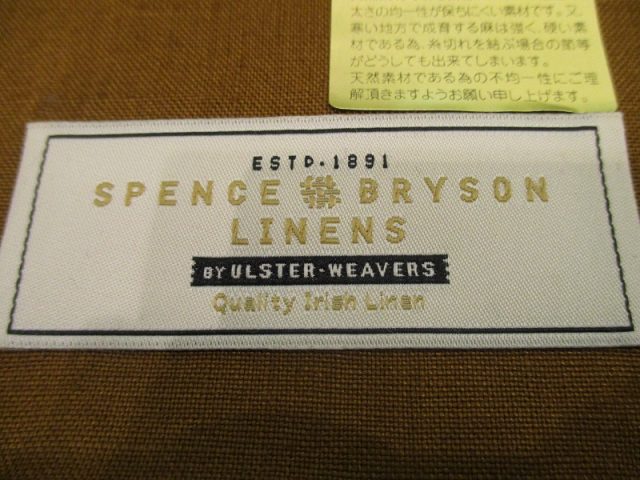 太さの均一性が保ちにくい素材です。又、
寒い地方で成育する麻は強く、硬い素
材である為、糸切れを結ぶ場合の節等
がどうしても出来てしまいます。
天然素材である為の不均一性にご理
解頂きますようお願い申し上げます。
ESTD·1891
SPENCE BRYSON
LINENS
BY ULSTER·WEAVERS
Quality Irish Linen